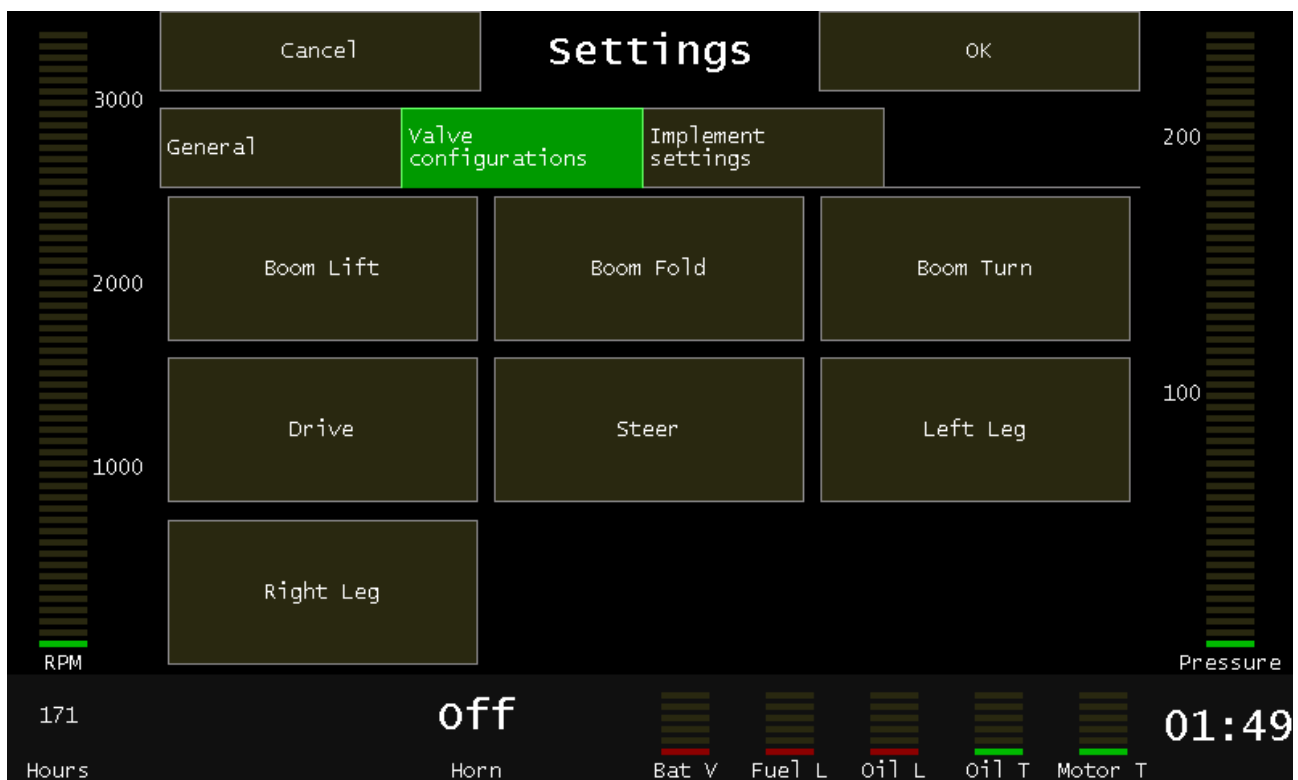 Cancel
Settings
OK
General
Valve
configurations
Implement
settings
3000
2000
1000
RPM
Boom Lift
Boom Fold
Boom Turn
Drive
Steer
Left Leg
Right Leg
200
100
Pressure
171
Hours
off
Horn
Bat V
Fuel L
Oil L
Oil T
Motor T
01:49